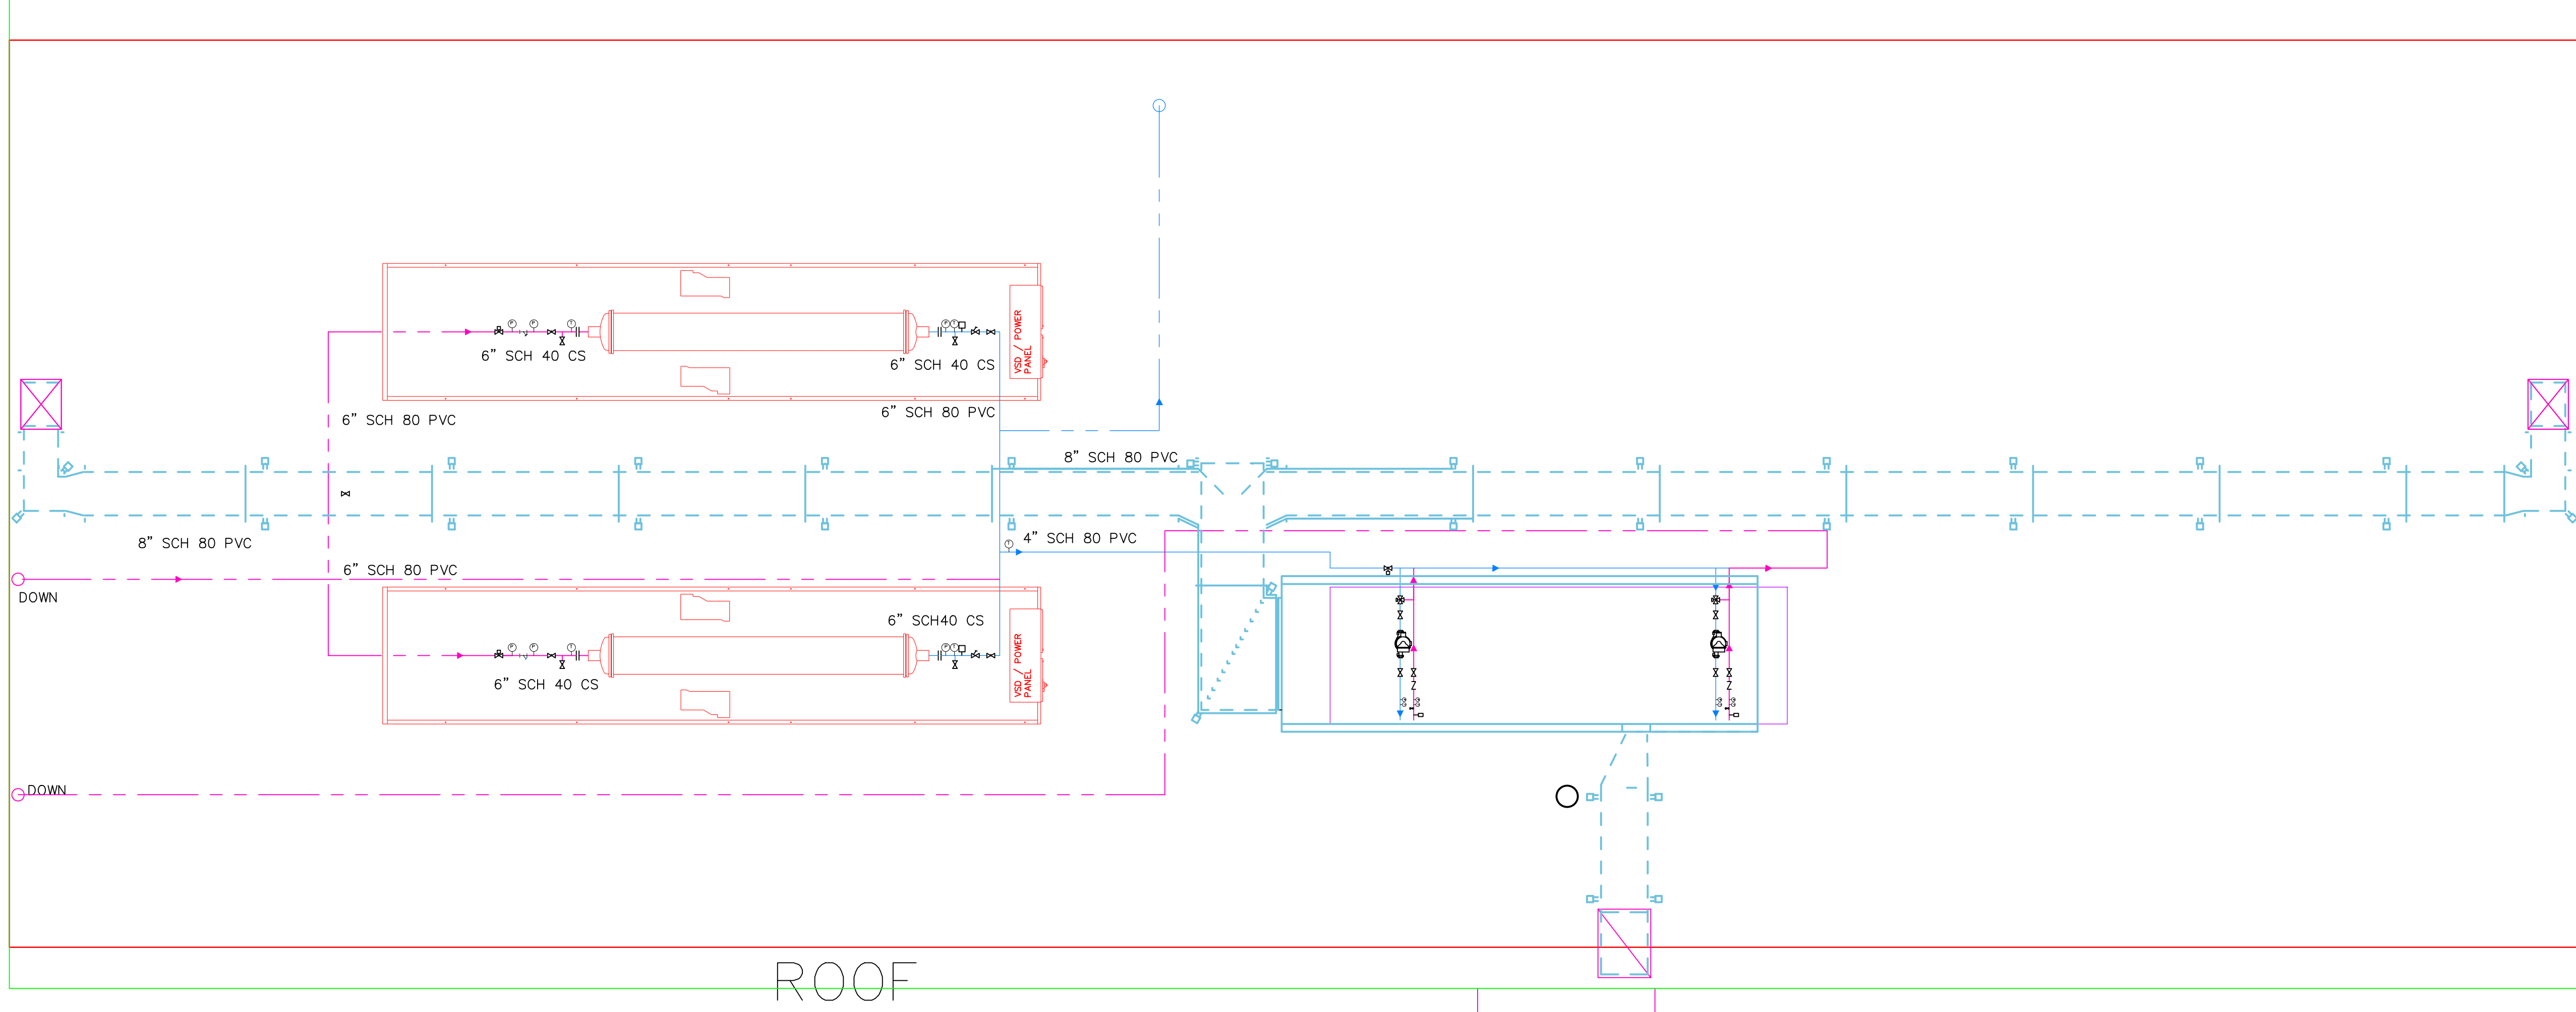 6” SCH 40 CS
6” SCH 40 CS
VSD / POWER
PANEL
6” SCH 80 PVC
6” SCH 80 PVC
8” SCH 80 PVC
8” SCH 80 PVC
4” SCH 80 PVC
6” SCH 80 PVC
DOWN
6” SCH40 CS
6” SCH 40 CS
VSD / POWER
PANEL
DOWN
ROOF